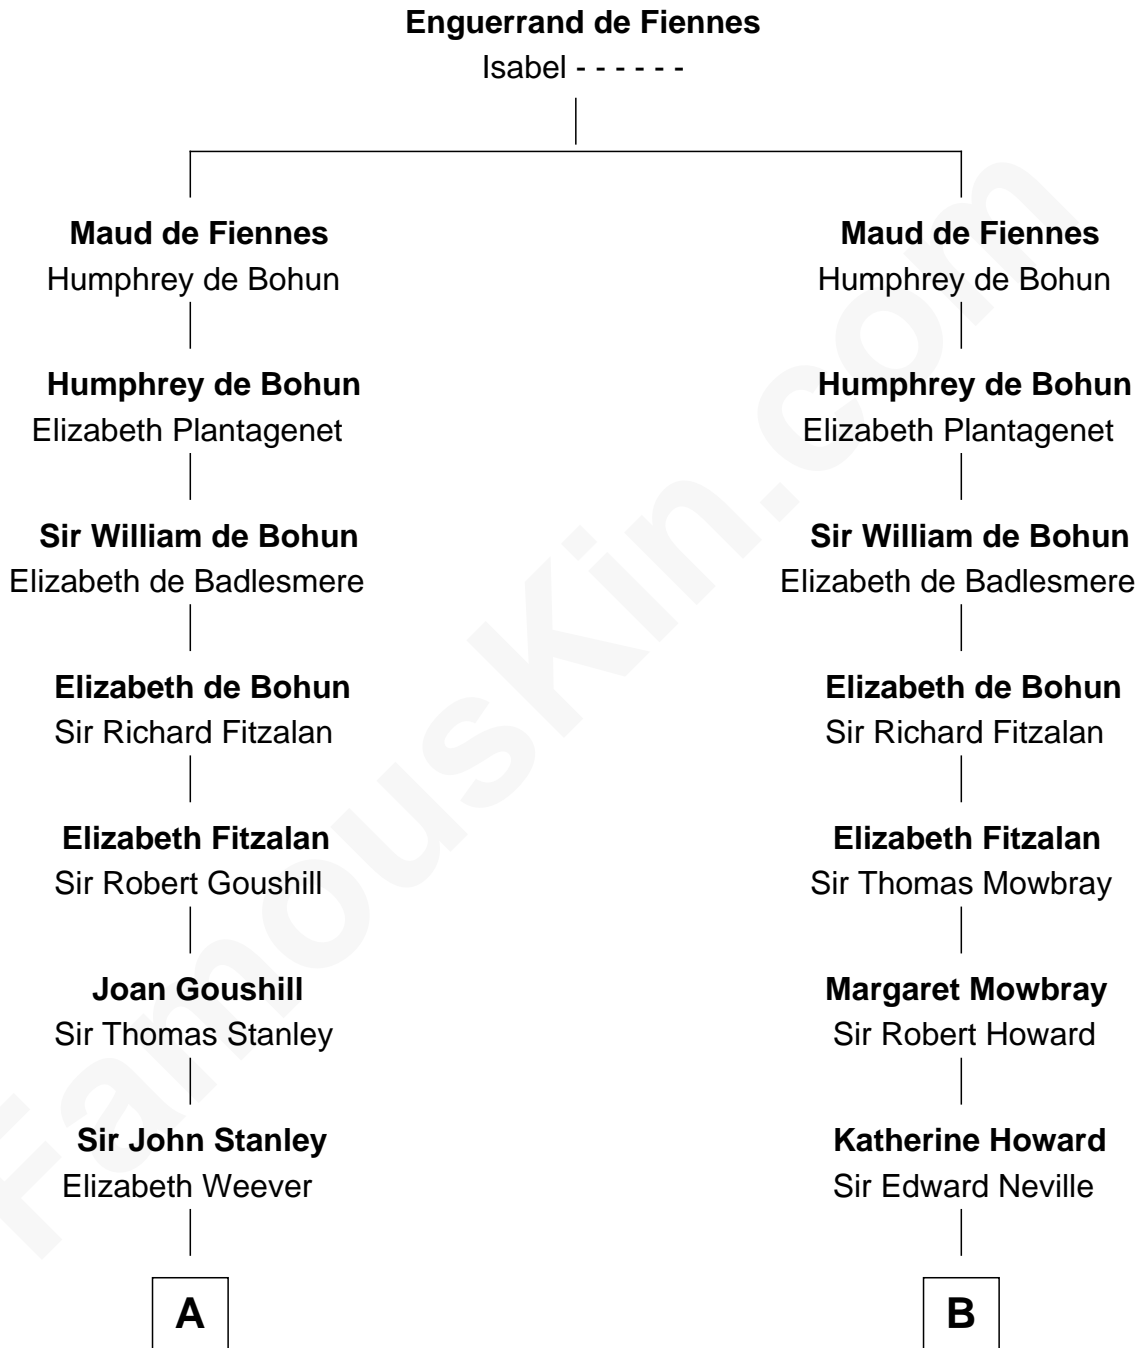 Enguerrand de Fiennes
Isabel - - - - - -
Maud de Fiennes
Humphrey de Bohun
Humphrey de Bohun
Elizabeth Plantagenet
Sir William de Bohun
Elizabeth de Badlesmere
Elizabeth de Bohun
Sir Richard Fitzalan
Elizabeth Fitzalan
Sir Robert Goushill
Joan Goushill
Sir Thomas Stanley
Sir John Stanley
Elizabeth Weever
A
Maud de Fiennes
Humphrey de Bohun
Humphrey de Bohun
Elizabeth Plantagenet
Sir William de Bohun
Elizabeth de Badlesmere
Elizabeth de Bohun
Sir Richard Fitzalan
Elizabeth Fitzalan
Sir Thomas Mowbray
Margaret Mowbray
Sir Robert Howard
Katherine Howard
Sir Edward Neville
B
FamousKin.com